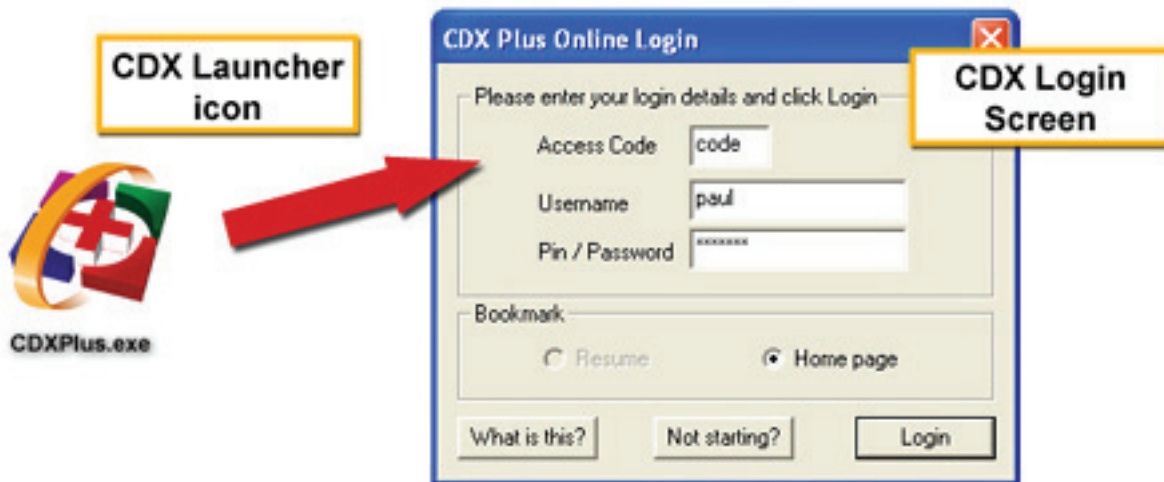 CDX Launcher
icon
CDXPlus.exe
CDX Plus Online Login
CDX Login
Screen
Please enter your login details and click Login
Access Code code
Username paul
Pin / Password xxxxxxx
Bookmark
Resume Home page
What is this? Not starting? Login